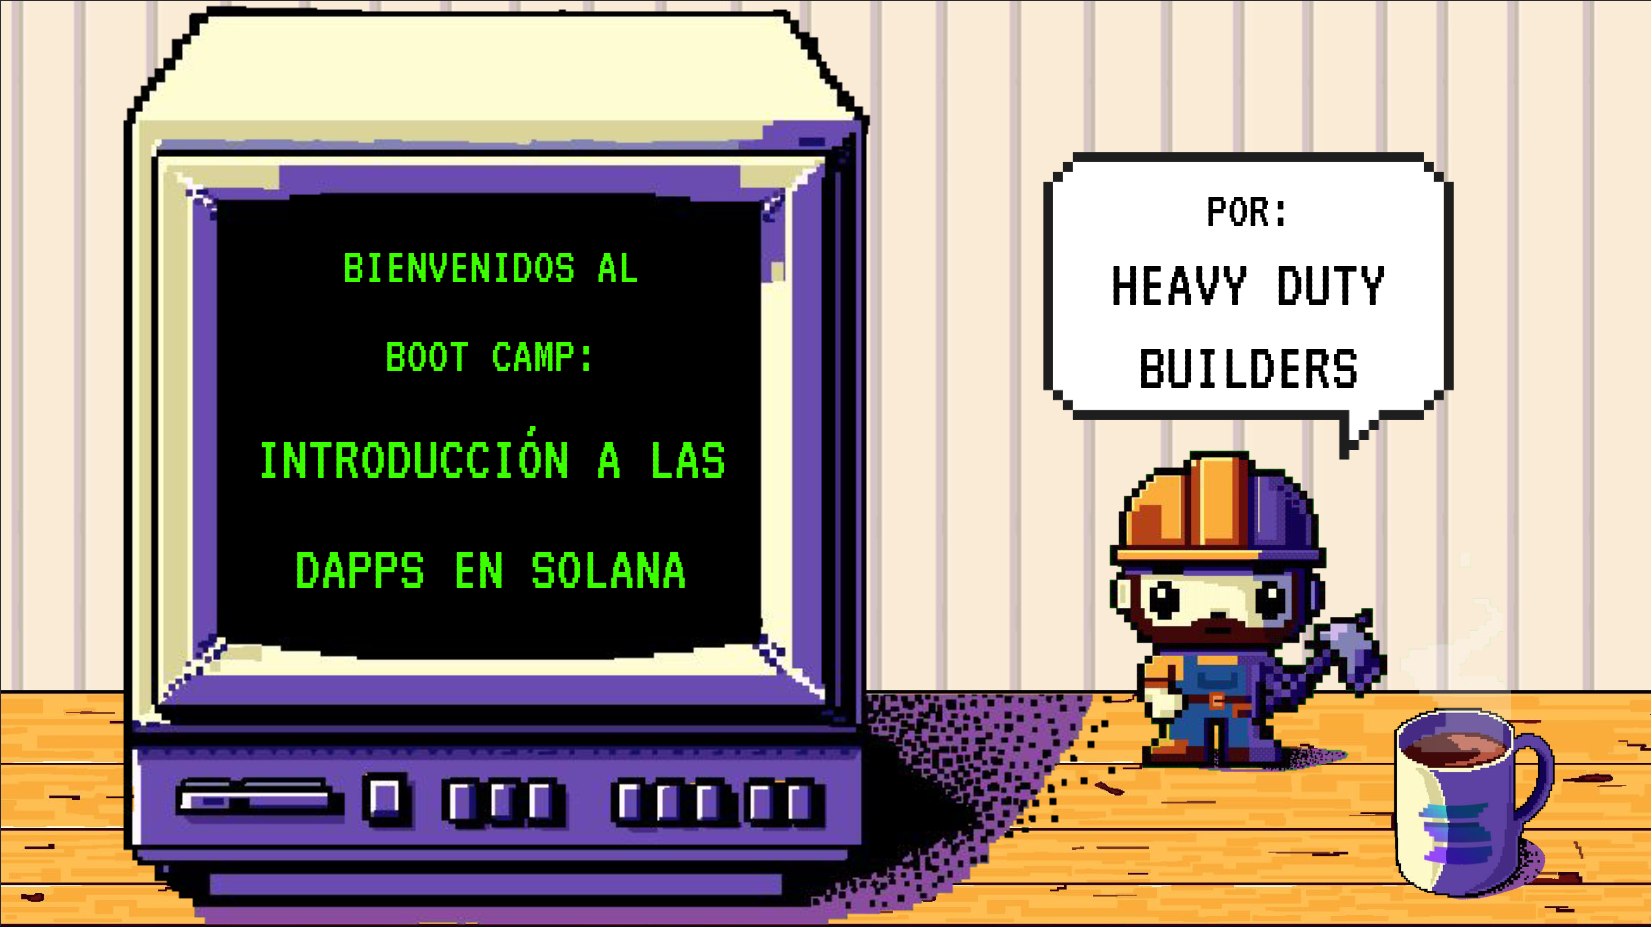 BIENVENIDOS AL
BOOT CAMP:
INTRODUCCIÓN A LAS
DAPPS EN SOLANA
POR:
HEAVY DUTY
BUILDERS